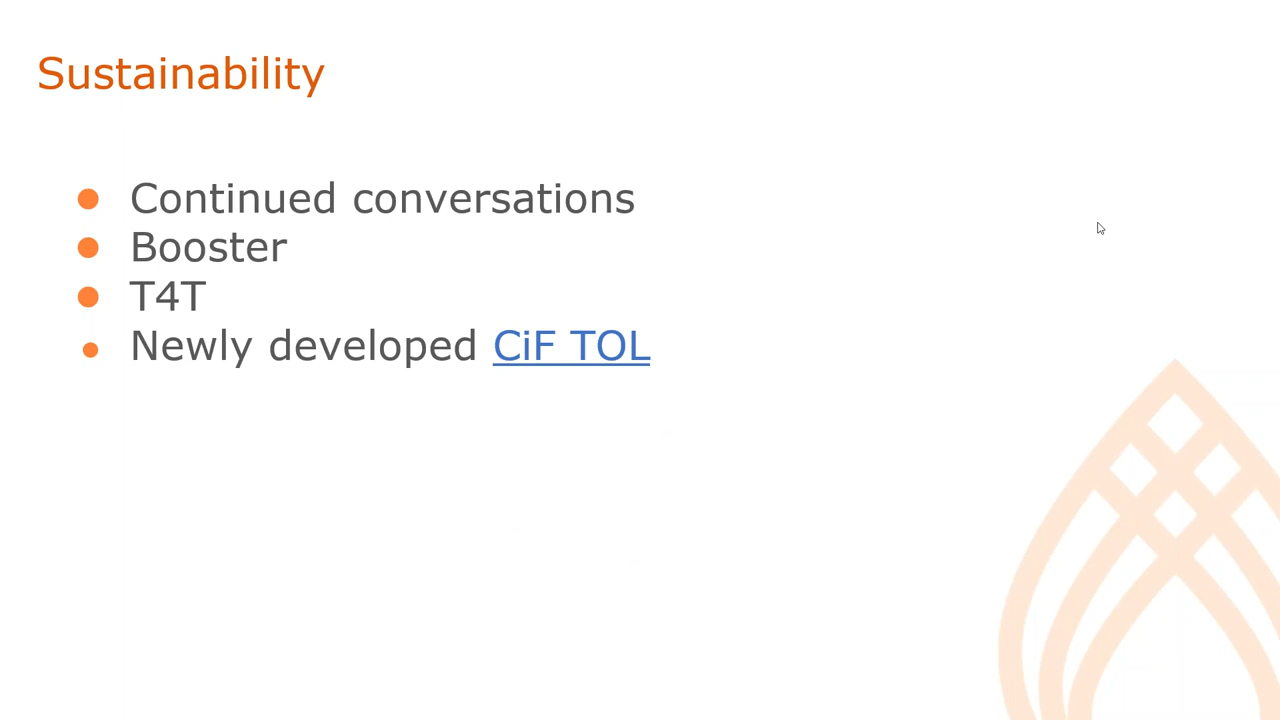 Sustainability
Continued conversations
Booster
T4T
Newly developed CiF TOL